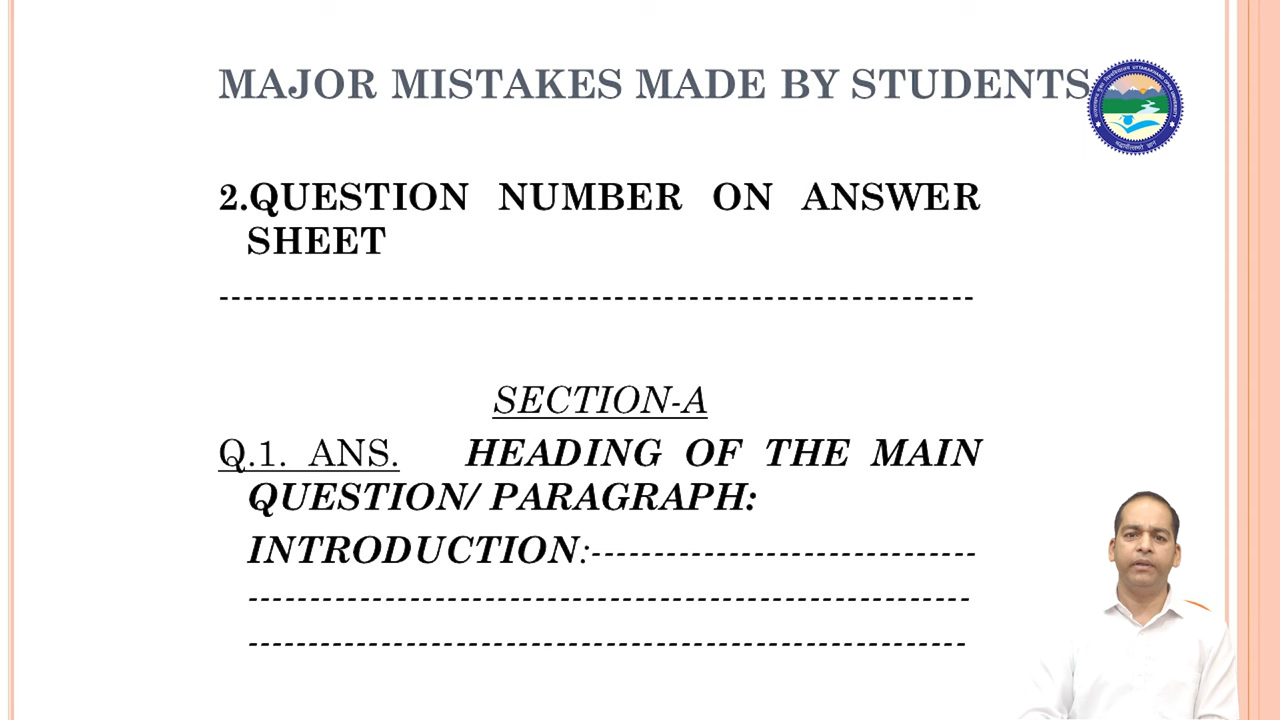 MAJOR MISTAKES MADE BY STUDENTS
2.QUESTION NUMBER ON ANSWER
SHEET
---------------------------------------------------------------
SECTION-A
Q.1. ANS. HEADING OF THE MAIN
QUESTION/ PARAGRAPH:
INTRODUCTION:-------------------------------
----------------------------------------------------------
----------------------------------------------------------